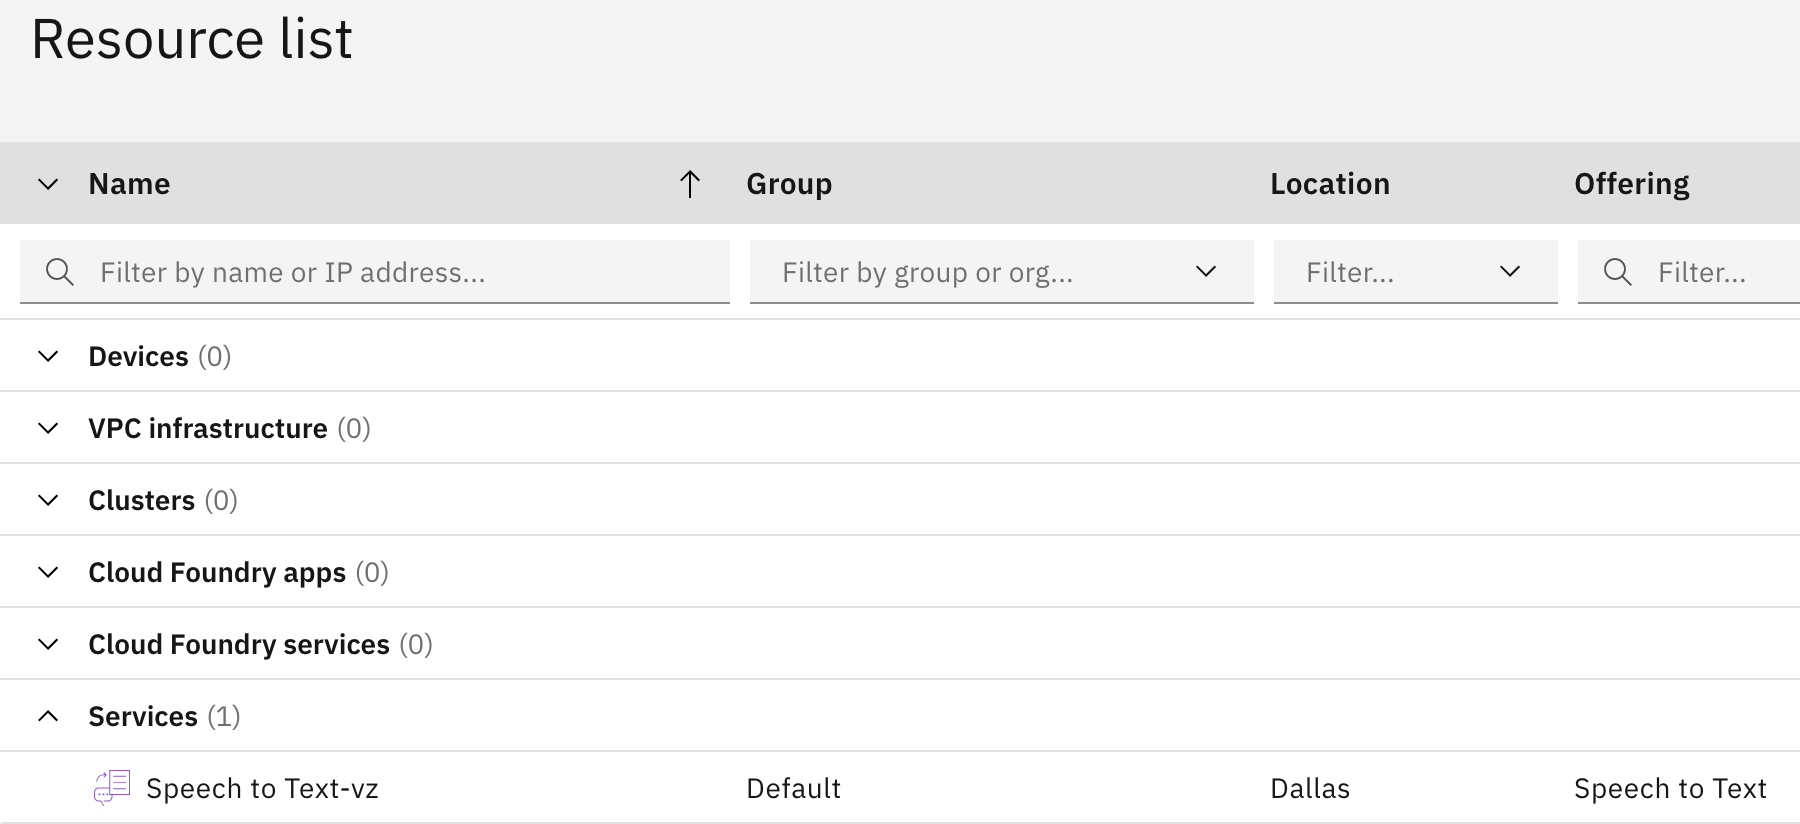 Resource list
Name Group Location Offering
Filter by name or IP address... Filter by group or org... Filter... Filter...
Devices (0)
VPC infrastructure (0)
Clusters (0)
Cloud Foundry apps (0)
Cloud Foundry services (0)
Services (1)
Speech to Text-vz Default Dallas Speech to Text